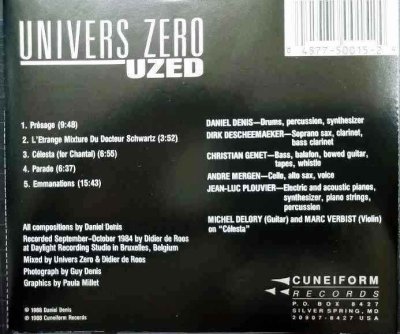 UNIVERS ZERO
UZED
1. Présage (9:48)
2. L'Etrange Mixture Du Docteur Schwartz (3:52)
3. Célesta (for Chantal) (6:55)
4. Parade (6:37)
5. Emmanations (15:43)
All compositions by Daniel Denis
Recorded September-October 1984 by Didier de Roos
at Daylight Recording Studio in Bruxelles, Belgium
Mixed by Univers Zero & Didier de Roos
Photograph by Guy Denis
Graphics by Paula Millet
© 1988 Daniel Denis
℗ 1988 Cuneiform Records
DANIEL DENIS—Drums, percussion, synthesizer
DIRK DESCHEEMAEKER—Soprano sax, clarinet,
bass clarinet
CHRISTIAN GENET—Bass, balafon, bowed guitar,
tapes, whistle
ANDRE MERGEN—Cello, alto sax, voice
JEAN-LUC PLOUVIER—Electric and acoustic pianos,
synthesizer, piano strings,
percussion
MICHEL DELORY (Guitar) and MARC VERBIST (Violin)
on "Célesta"
CUNEIFORM
RECORDS
P.O. BOX 8427
SILVER SPRING, MD
20907-8427 USA